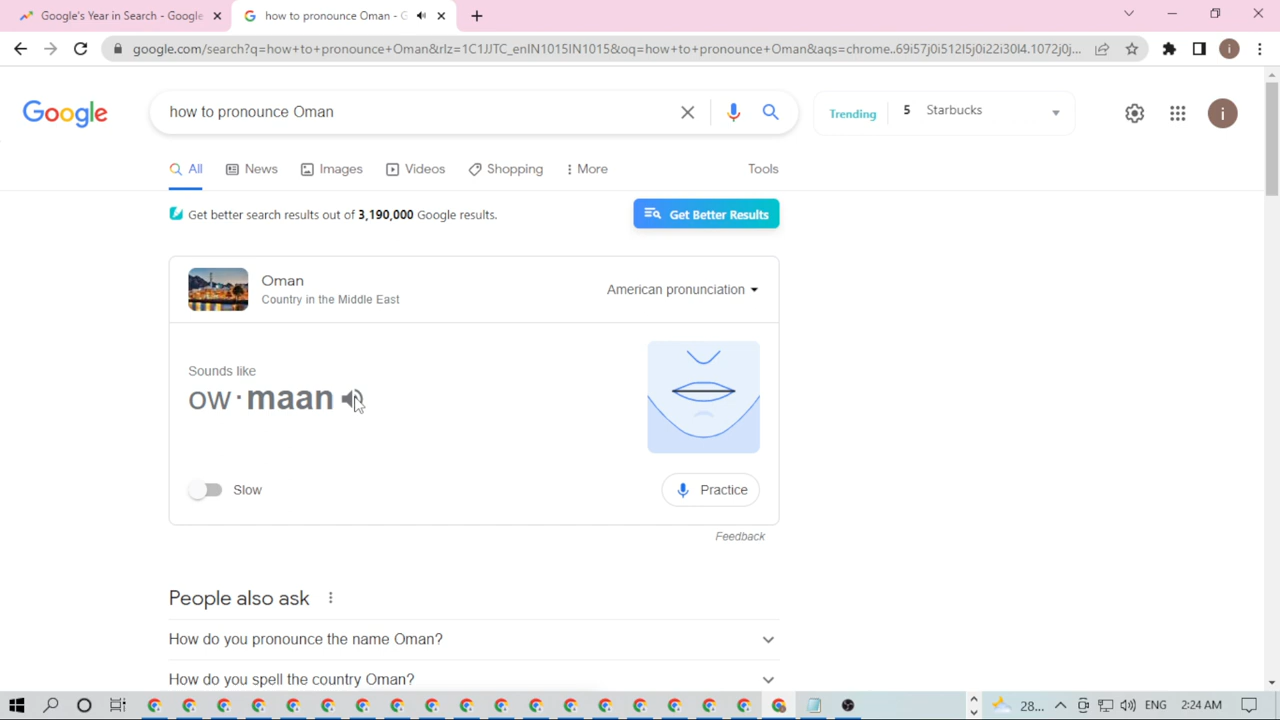 Google's Year in Search - Google
how to pronounce Oman - G
google.com/search?q=how+to+pronounce+Oman&rlz=1C1JJTC_enIN1015IN1015&oq=how+to+pronounce+Oman&aqs=chrome..69i57j0i512l5j0i22i30l4.1072j0j...
i
Google
how to pronounce Oman
Trending
5
Starbucks
i
All
News
Images
Videos
Shopping
More
Tools
Get better search results out of 3,190,000 Google results.
Get Better Results
Oman
Country in the Middle East
American pronunciation
Sounds like
ow · maan
Slow
Practice
Feedback
People also ask
How do you pronounce the name Oman?
How do you spell the country Oman?
28...
ENG
2:24 AM